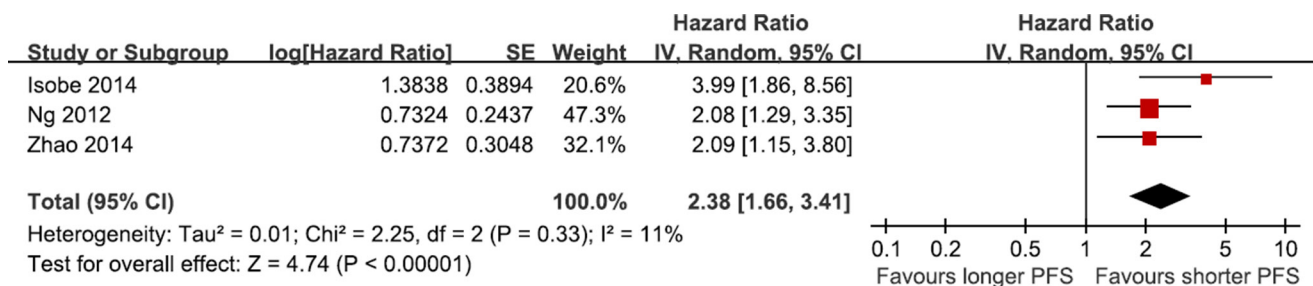 Hazard Ratio Hazard Ratio
Study or Subgroup log[Hazard Ratio] SE Weight IV, Random, 95% CI IV, Random, 95% CI
Isobe 2014 1.3838 0.3894 20.6% 3.99 [1.86, 8.56]
Ng 2012 0.7324 0.2437 47.3% 2.08 [1.29, 3.35]
Zhao 2014 0.7372 0.3048 32.1% 2.09 [1.15, 3.80]
Total (95% CI) 100.0% 2.38 [1.66, 3.41]
Heterogeneity: Tau² = 0.01; Chi² = 2.25, df = 2 (P = 0.33); I² = 11%
Test for overall effect: Z = 4.74 (P < 0.00001)
0.1 0.2 0.5 1 2 5 10
Favours longer PFS Favours shorter PFS